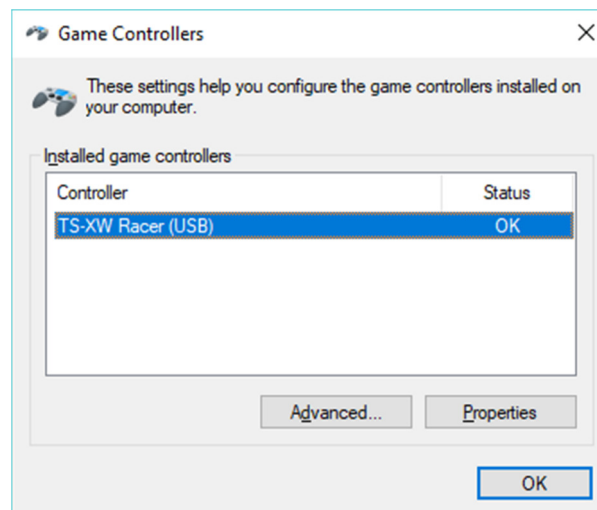 Game Controllers
These settings help you configure the game controllers installed on
your computer.
Installed game controllers
Controller Status
TS-XW Racer (USB) OK
Advanced... Properties
OK